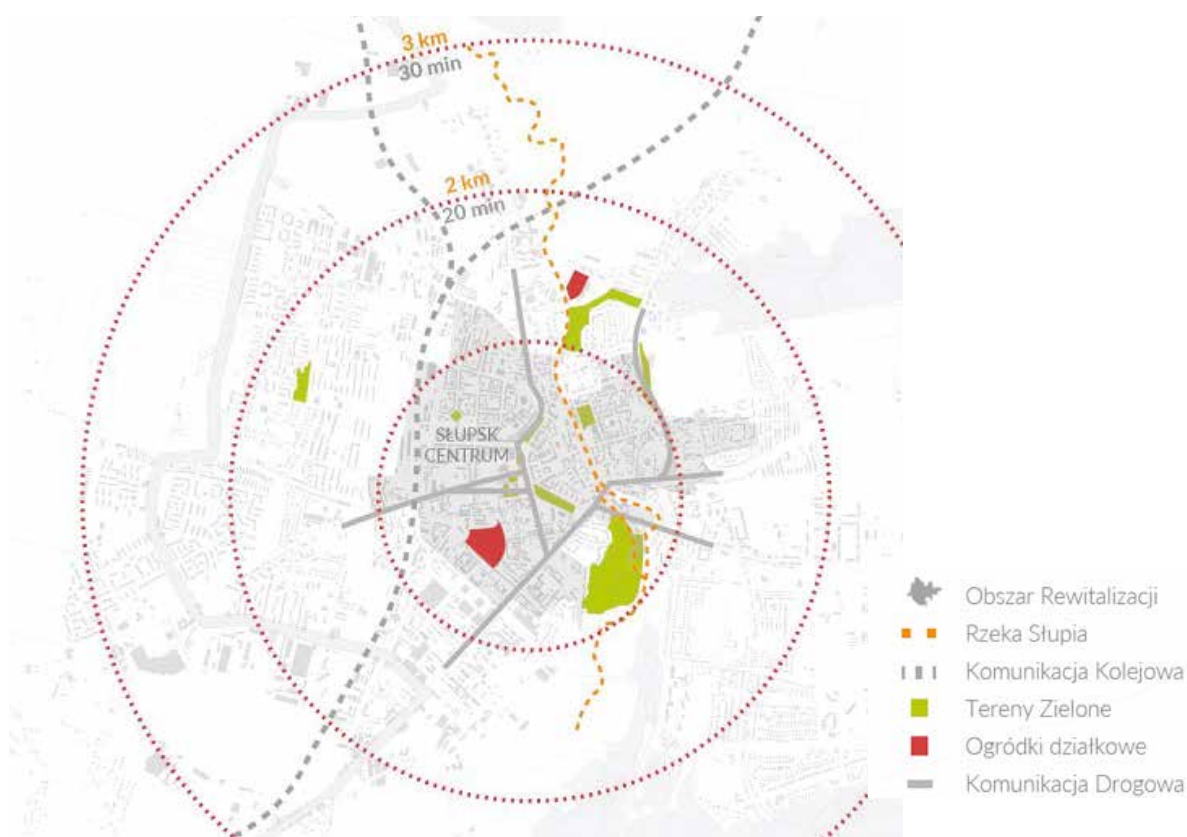 3 km
30 min
2 km
20 min
SŁUPSK
CENTRUM
Obszar Rewitalizacji
Rzeka Słupia
Komunikacja Kolejowa
Tereny Zielone
Ogródki działkowe
Komunikacja Drogowa